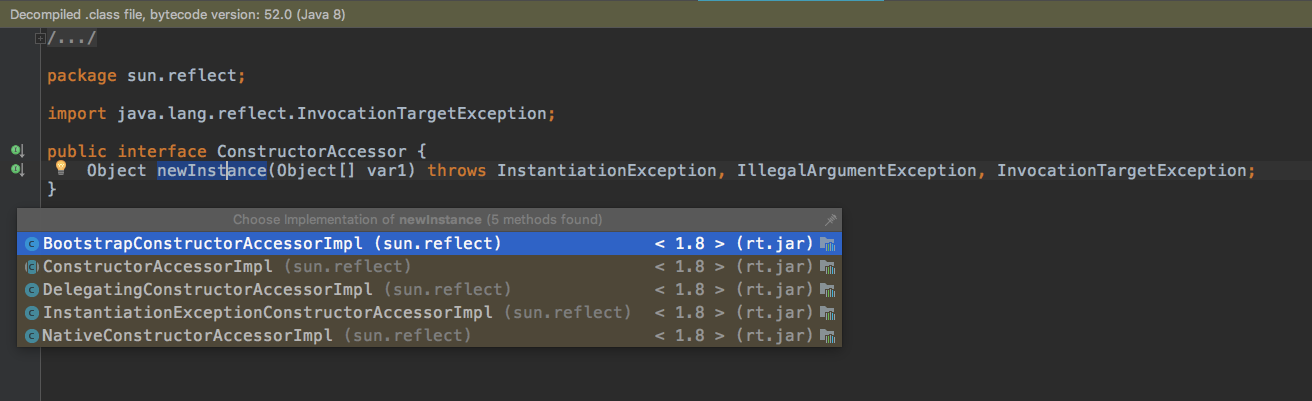 Decompiled .class file, bytecode version: 52.0 (Java 8)
/.../
package sun.reflect;
import java.lang.reflect.InvocationTargetException;
public interface ConstructorAccessor {
Object newInstance(Object[] var1) throws InstantiationException, IllegalArgumentException, InvocationTargetException;
}
Choose Implementation of newInstance (5 methods found)
BootstrapConstructorAccessorImpl (sun.reflect) < 1.8 > (rt.jar)
ConstructorAccessorImpl (sun.reflect) < 1.8 > (rt.jar)
DelegatingConstructorAccessorImpl (sun.reflect) < 1.8 > (rt.jar)
InstantiationExceptionConstructorAccessorImpl (sun.reflect) < 1.8 > (rt.jar)
NativeConstructorAccessorImpl (sun.reflect) < 1.8 > (rt.jar)